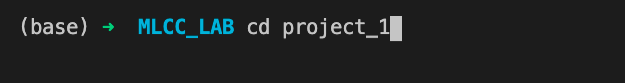 (base) ➜ MLCC_LAB cd project_1